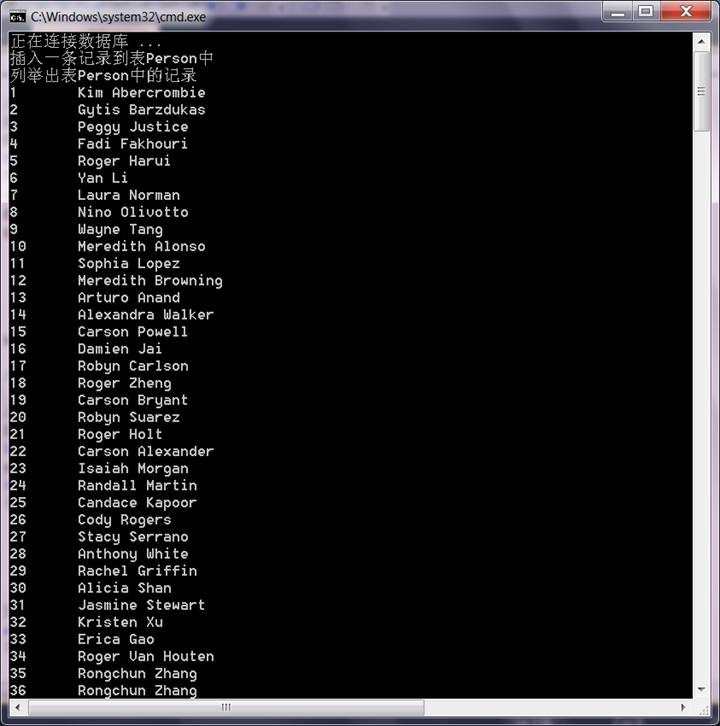 C:\Windows\system32\cmd.exe
正在连接数据库 ...
插入一条记录到表Person中
列举出表Person中的记录
1 Kim Abercrombie
2 Gytis Barzdukas
3 Peggy Justice
4 Fadi Fakhouri
5 Roger Harui
6 Yan Li
7 Laura Norman
8 Nino Olivotto
9 Wayne Tang
10 Meredith Alonso
11 Sophia Lopez
12 Meredith Browning
13 Arturo Anand
14 Alexandra Walker
15 Carson Powell
16 Damien Jai
17 Robyn Carlson
18 Roger Zheng
19 Carson Bryant
20 Robyn Suarez
21 Roger Holt
22 Carson Alexander
23 Isaiah Morgan
24 Randall Martin
25 Candace Kapoor
26 Cody Rogers
27 Stacy Serrano
28 Anthony White
29 Rachel Griffin
30 Alicia Shan
31 Jasmine Stewart
32 Kristen Xu
33 Erica Gao
34 Roger Van Houten
35 Rongchun Zhang
36 Rongchun Zhang